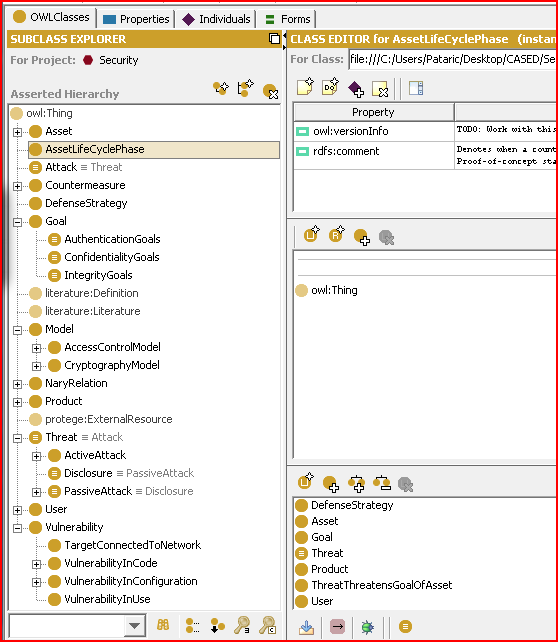 OWLClasses
Properties
Individuals
Forms
SUBCLASS EXPLORER
For Project: Security
Asserted Hierarchy
owl:Thing
Asset
AssetLifeCyclePhase
Attack ≡ Threat
Countermeasure
DefenseStrategy
Goal
AuthenticationGoals
ConfidentialityGoals
IntegrityGoals
literature:Definition
literature:Literature
Model
AccessControlModel
CryptographyModel
NaryRelation
Product
protege:ExternalResource
Threat ≡ Attack
ActiveAttack
Disclosure ≡ PassiveAttack
PassiveAttack ≡ Disclosure
User
Vulnerability
TargetConnectedToNetwork
VulnerabilityInCode
VulnerabilityInConfiguration
VulnerabilityInUse
CLASS EDITOR for AssetLifeCyclePhase (instan
For Class: file:///C:/Users/Pataric/Desktop/CASED/Se
Property
owl:versionInfo TODO: Work with this
rdfs:comment Denotes when a count
Proof-of-concept sta
owl:Thing
DefenseStrategy
Asset
Goal
Threat
Product
ThreatThreatensGoalOfAsset
User